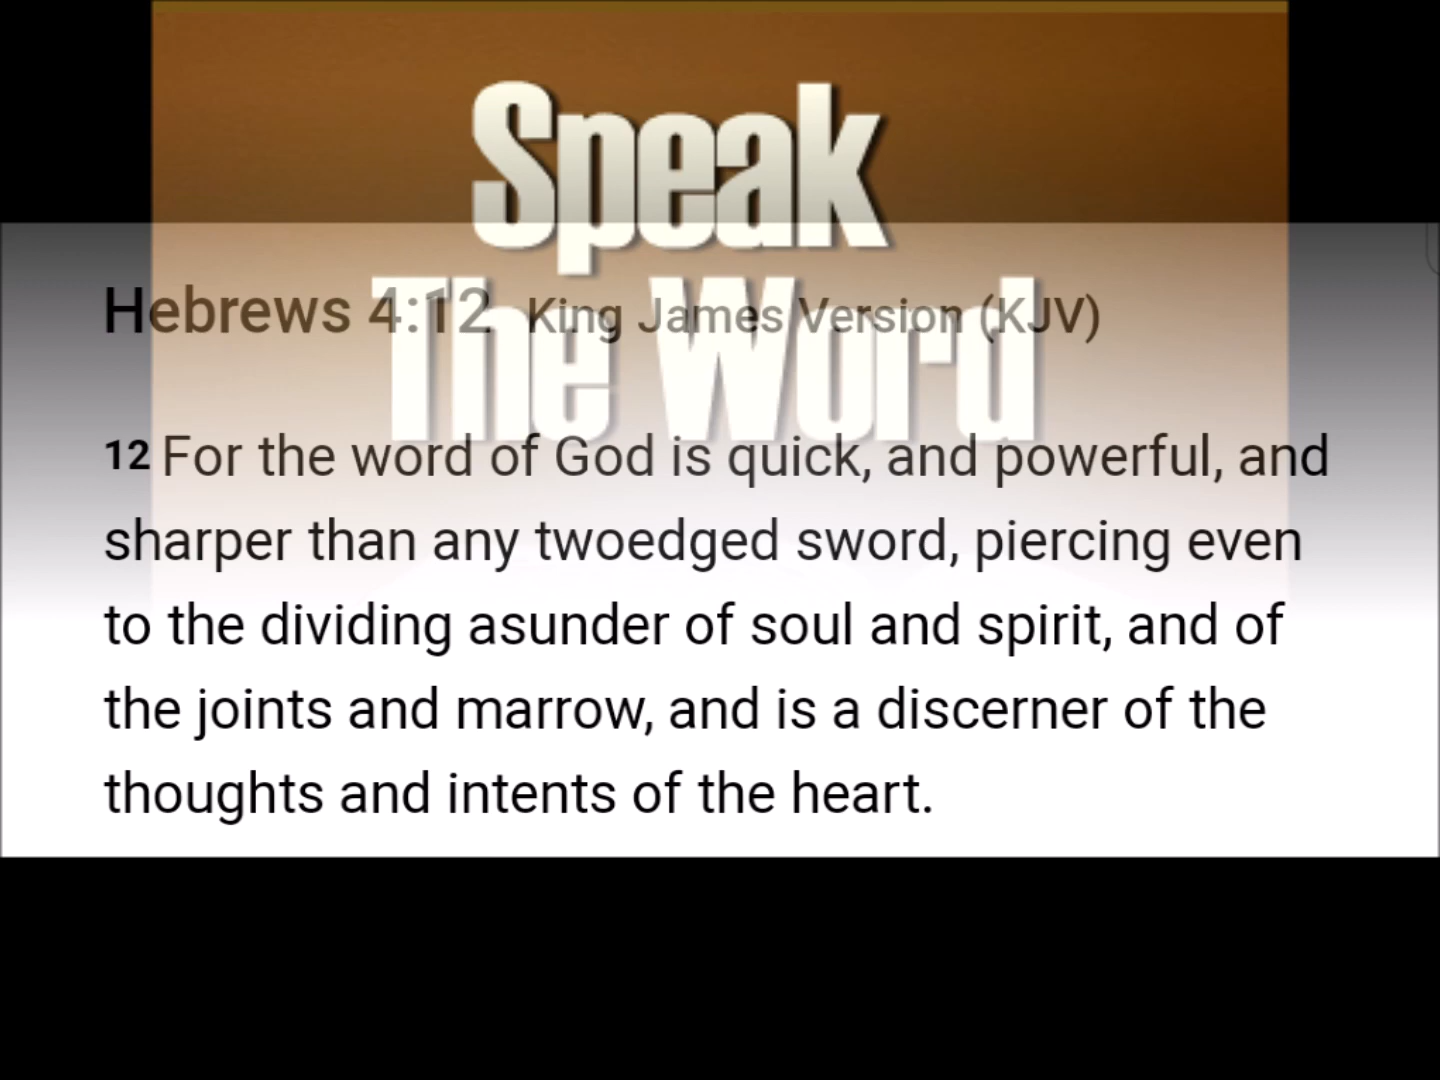 Speak
The Word
Hebrews 4:12 King James Version (KJV)
12 For the word of God is quick, and powerful, and
sharper than any twoedged sword, piercing even
to the dividing asunder of soul and spirit, and of
the joints and marrow, and is a discerner of the
thoughts and intents of the heart.